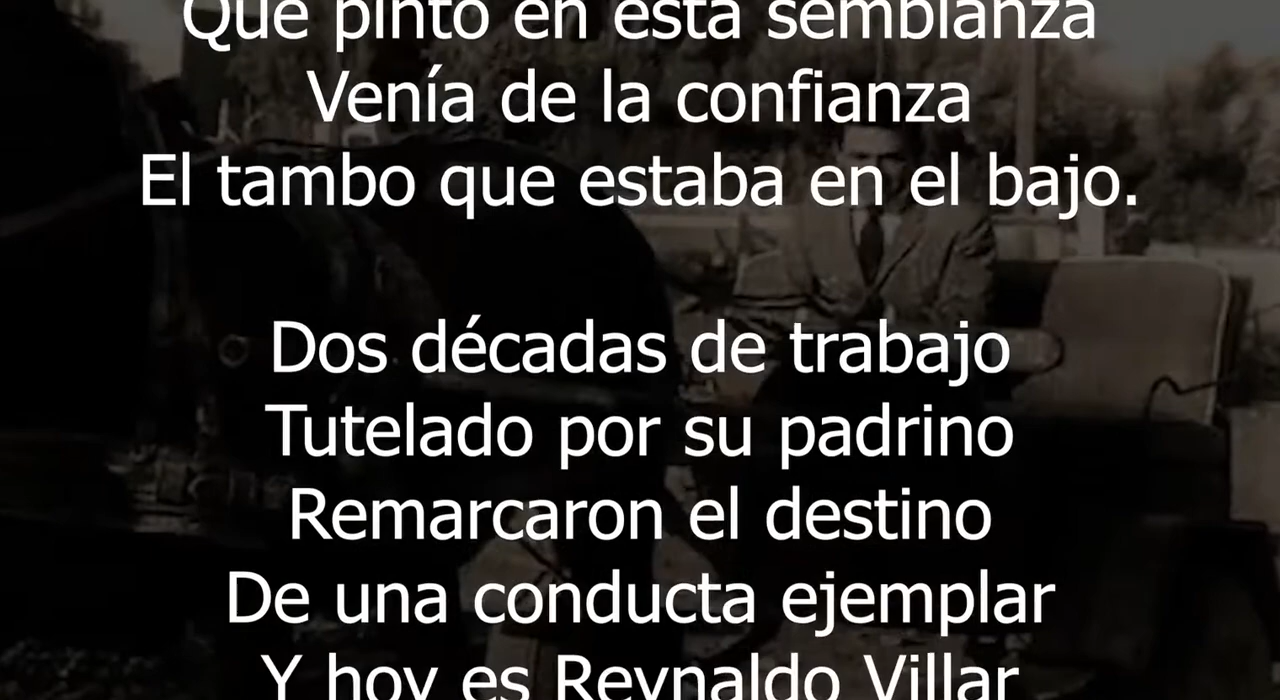 Que pinto en esta semblanza
Venía de la confianza
El tambo que estaba en el bajo.
Dos décadas de trabajo
Tutelado por su padrino
Remarcaron el destino
De una conducta ejemplar
Y hoy es Reynaldo Villar